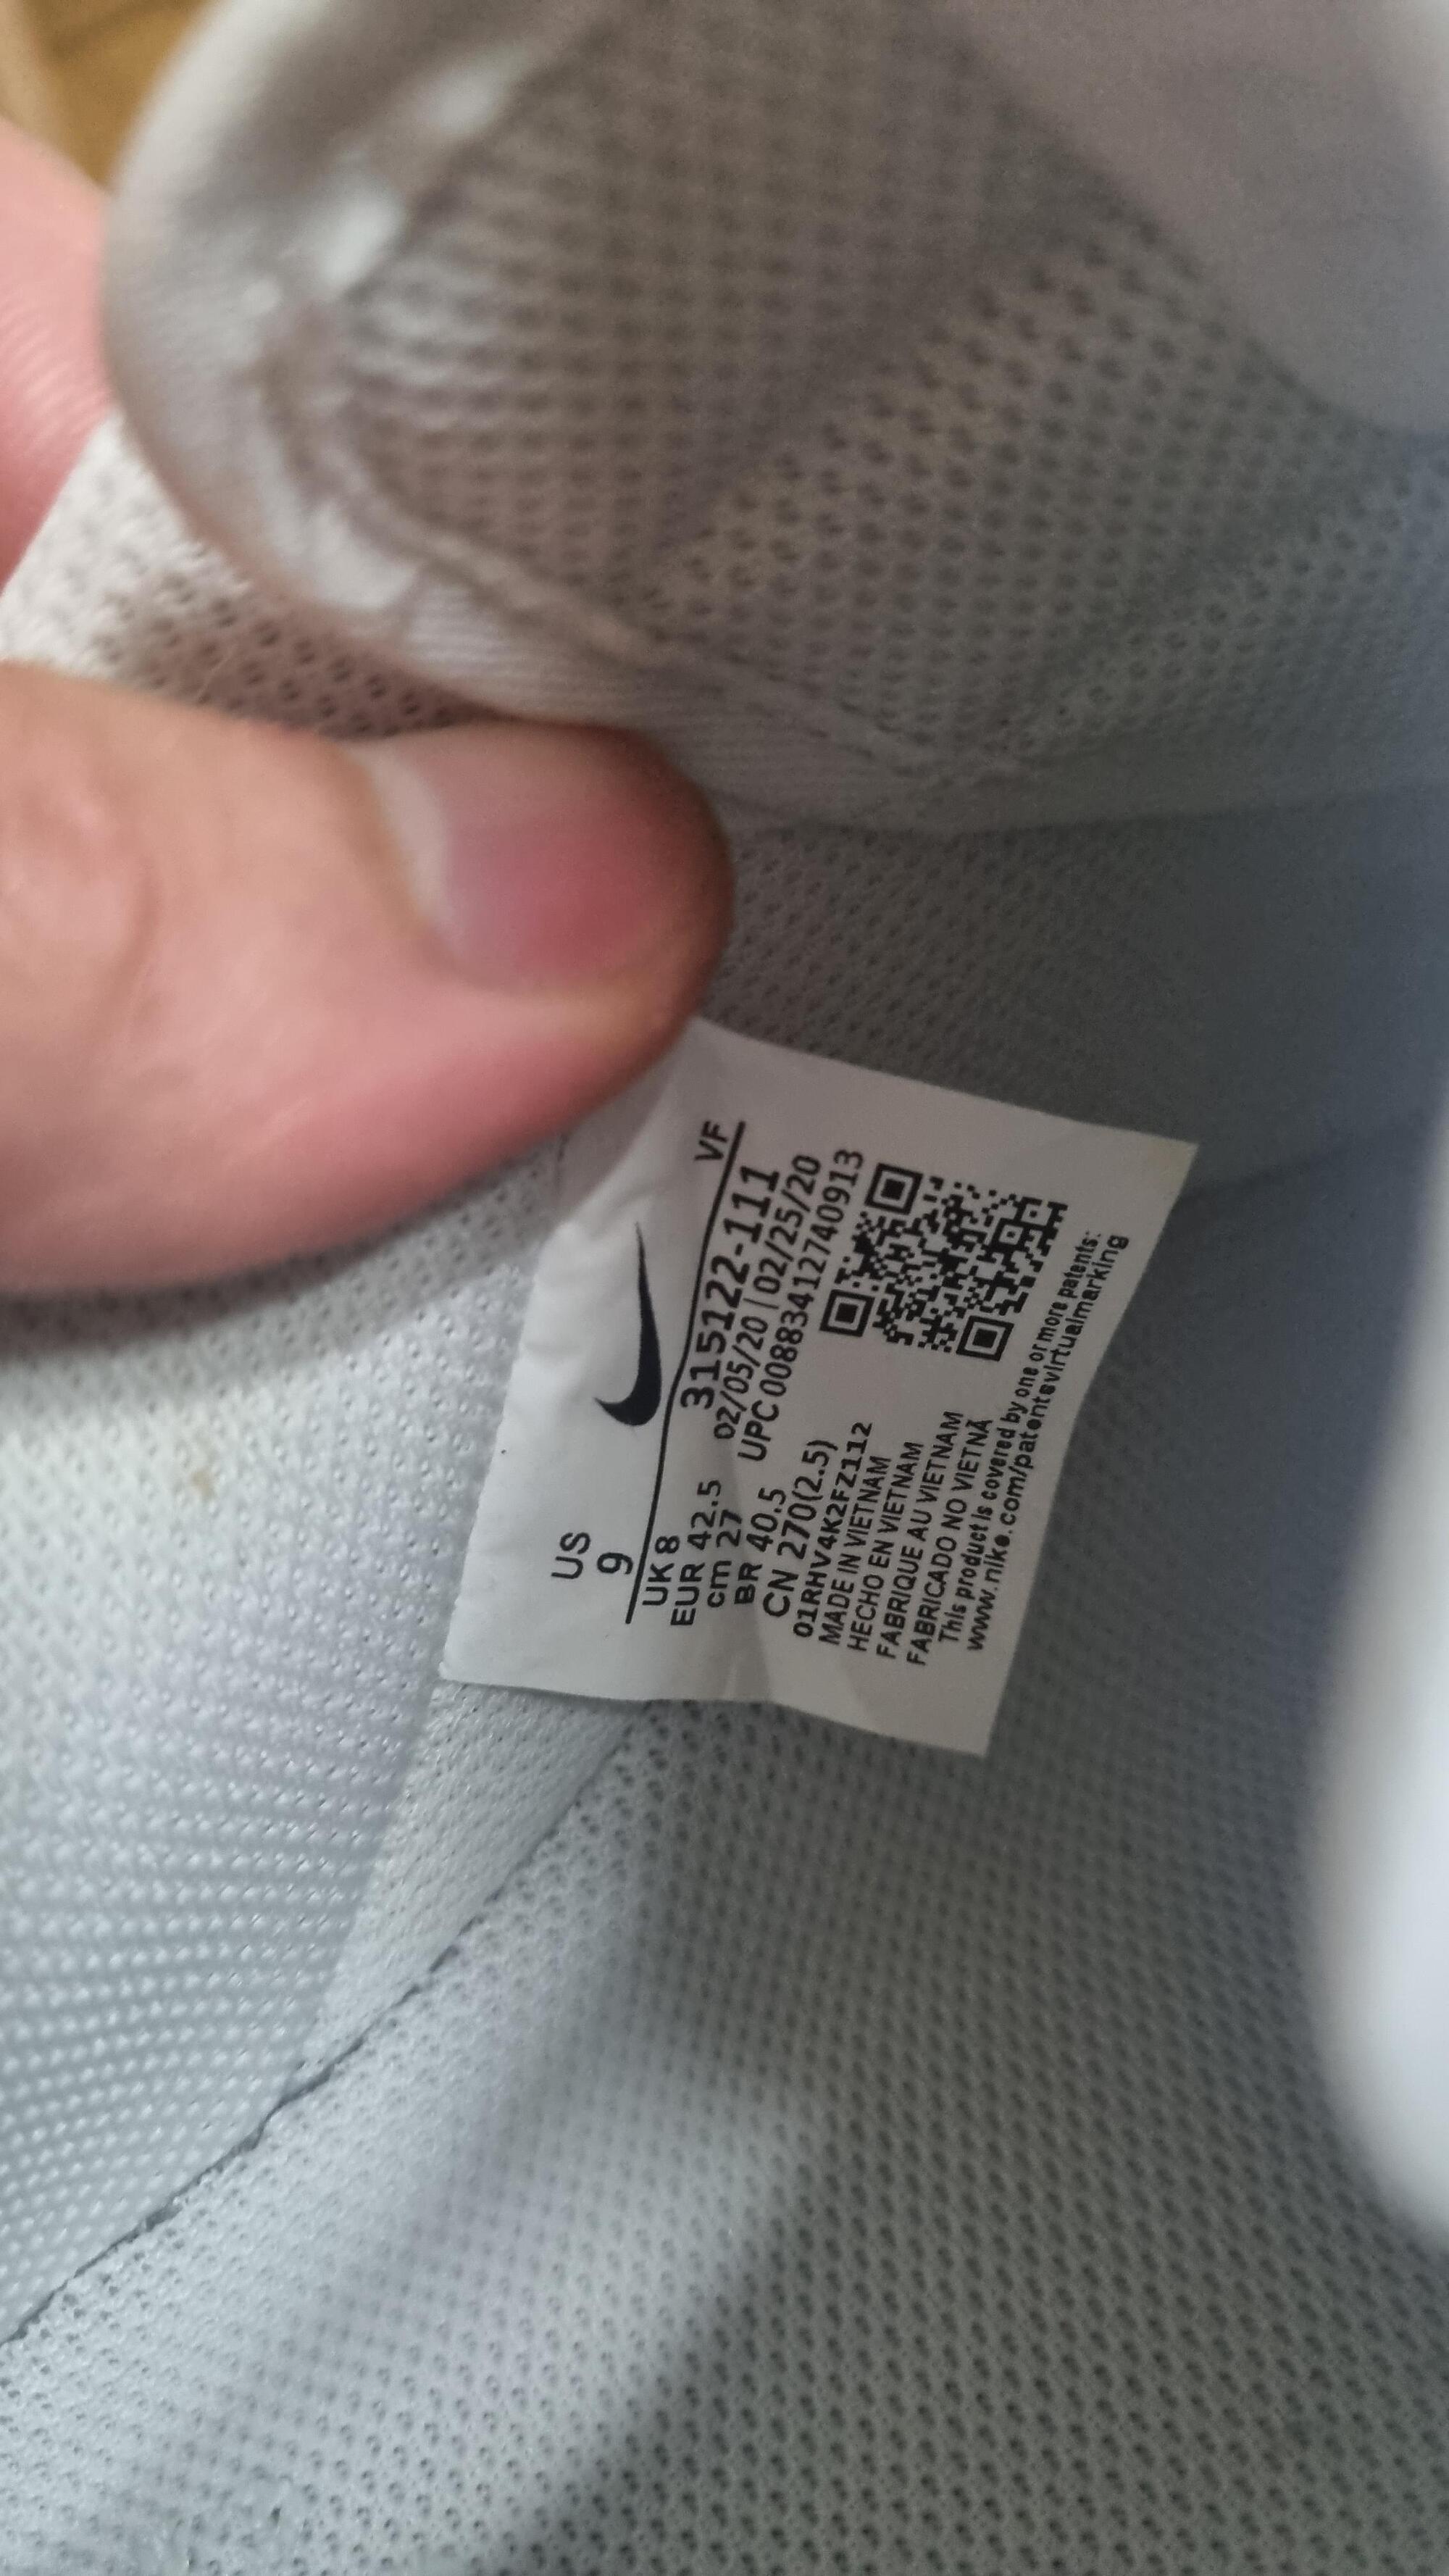 US
9
VF
UK 8
EUR 42.5
cm 27
BR 40.5
CN 270(2.5)
315122-111
02/05/20 | 02/25/20
UPC 00883412740913
01RHV4K2FZ112
MADE IN VIETNAM
HECHO EN VIETNAM
FABRIQUE AU VIETNAM
FABRICADO NO VIETNÃ
This product is covered by one or more patents:
www.nike.com/patentsvirtualmarking